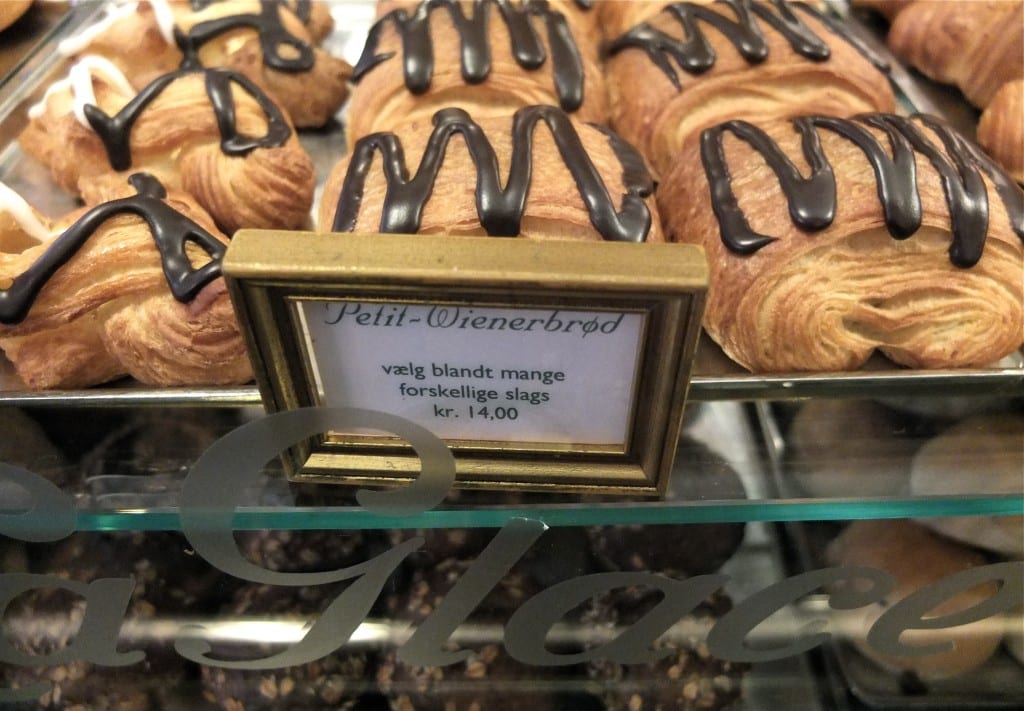 Petit-Wienerbrød
vælg blandt mange
forskellige slags
kr. 14,00
La Glace